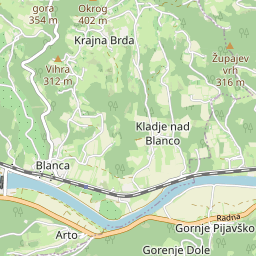 gora
354 m
Okrog
402 m
Krajna Brda
Vihra
312 m
Župajev
vrh
316 m
Kladje nad
Blanco
Blanca
Radna
Gornje Pijavško
Arto
Gorenje Dole